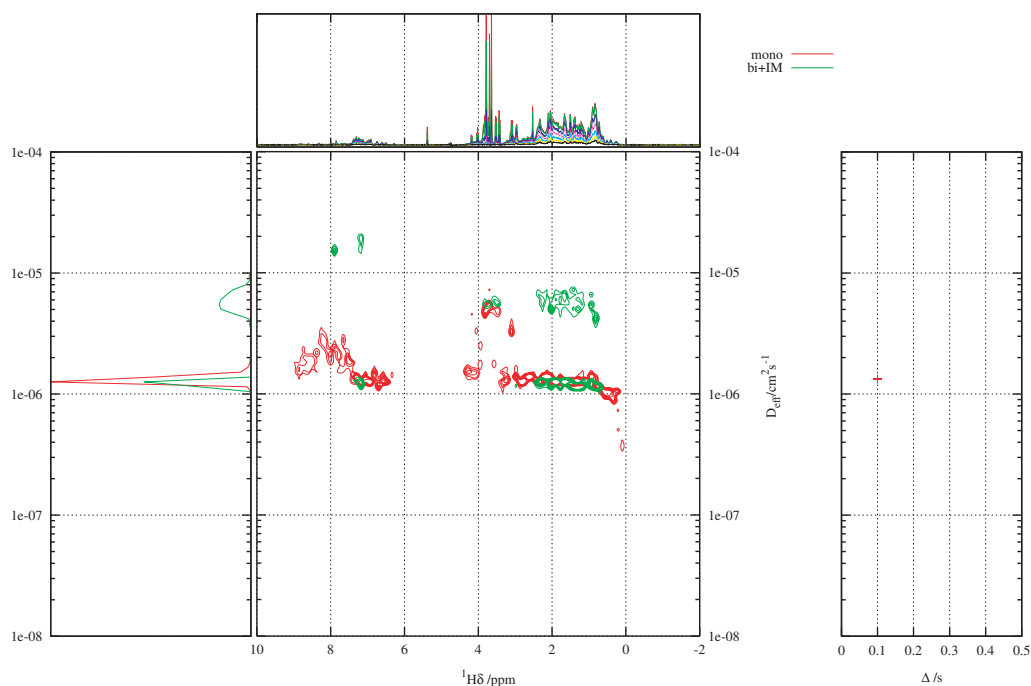 mono
bi+IM
1e-04
1e-05
1e-06
1e-07
1e-08
1e-04
1e-05
1e-06
1e-07
1e-08
D_eff/cm² s⁻¹
10
8
6
4
2
0
-2
¹Hδ /ppm
0
0.1
0.2
0.3
0.4
0.5
Δ /s